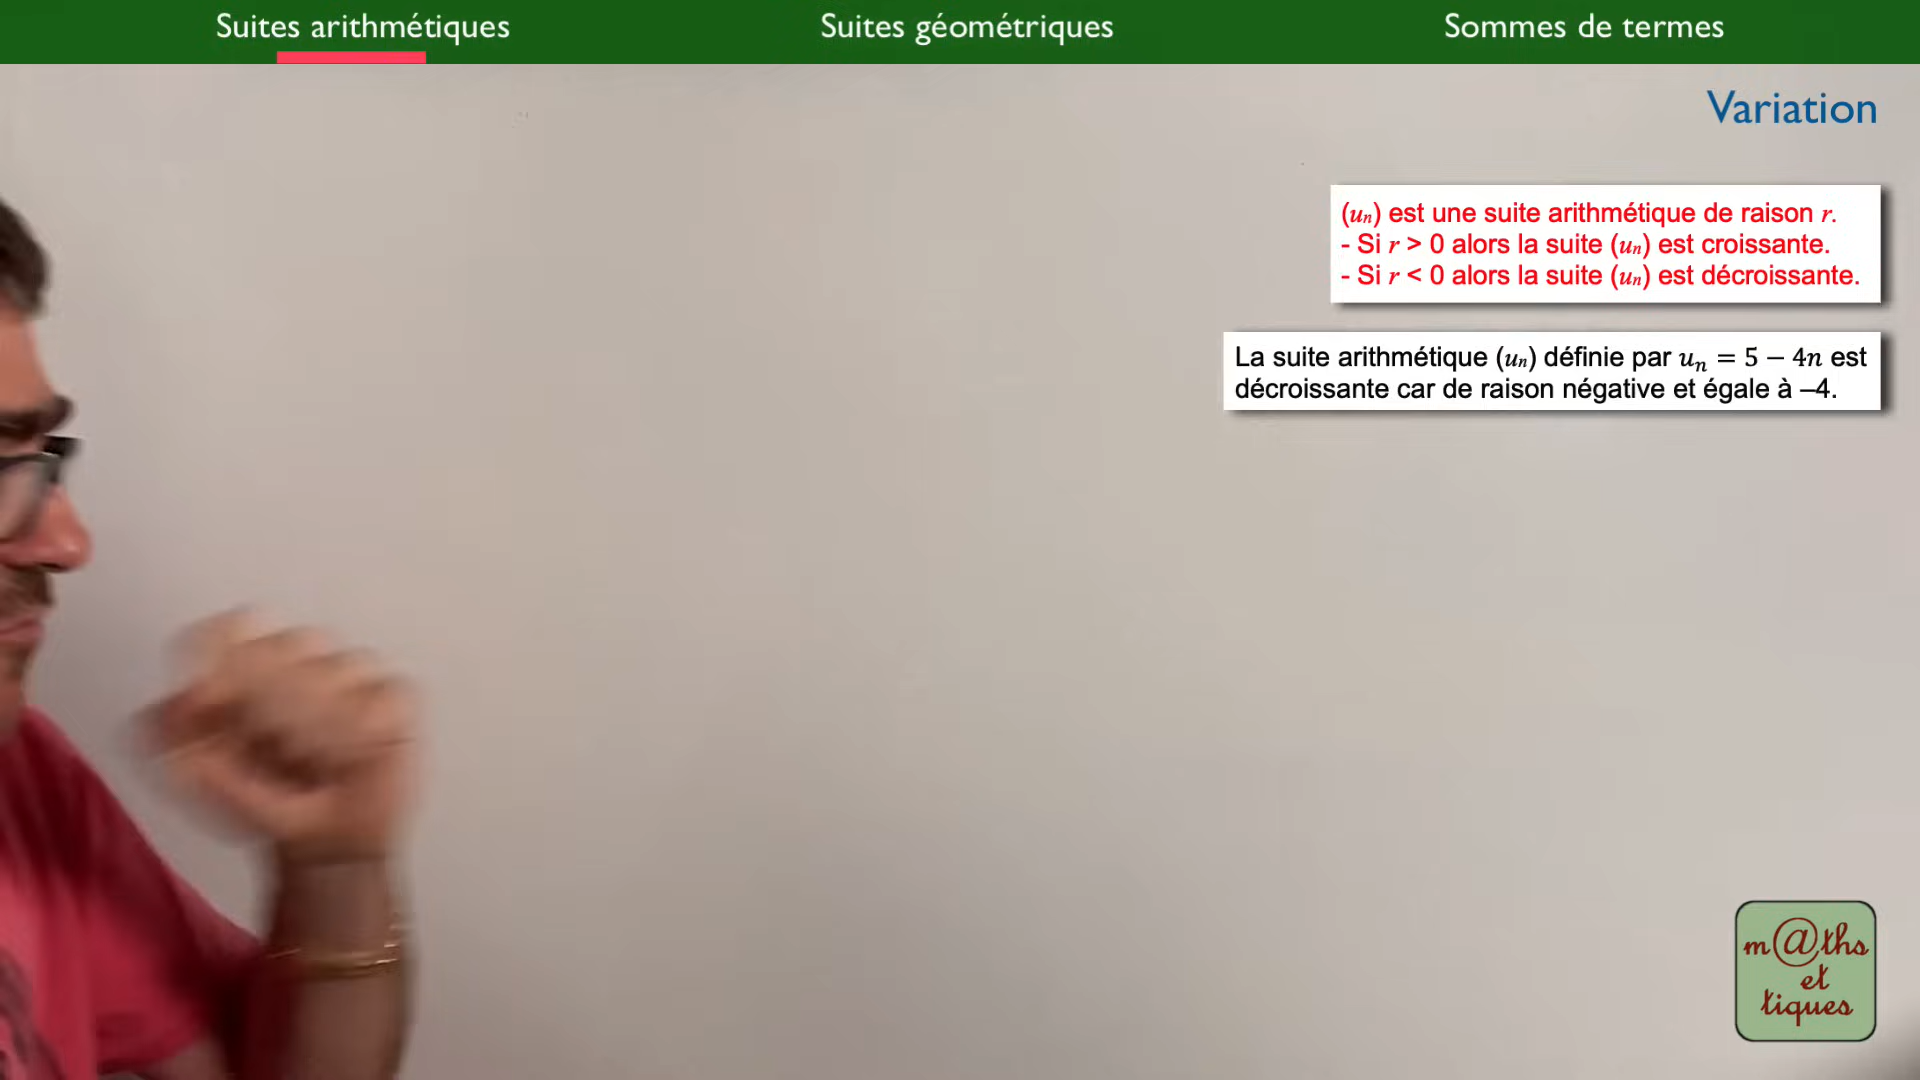 Suites arithmétiques
Suites géométriques
Sommes de termes
Variation
(uₙ) est une suite arithmétique de raison r.
- Si r > 0 alors la suite (uₙ) est croissante.
- Si r < 0 alors la suite (uₙ) est décroissante.
La suite arithmétique (uₙ) définie par uₙ = 5 − 4n est
décroissante car de raison négative et égale à –4.
m@ths
et
tiques